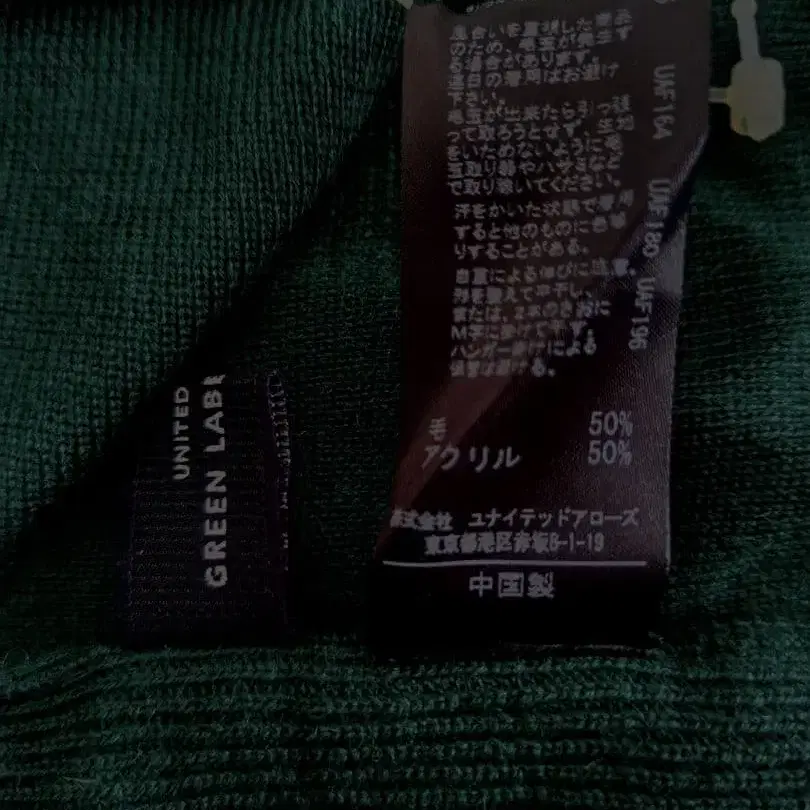 風合いを重視した商品
のため、毛玉が発生す
る場合があります。
連日の着用はお避け
下さい。
毛玉が出来たら引っ張
って取ろうとせず、生地
をいためないように毛
玉取り器やハサミなど
で取り除いてください。
汗をかいた状態で着用
すると他のものに色移
りすることがある。
自重による伸びに注意。
形を整えて平干し、
または、2本のさおに
M字に掛けて干す。
ハンガー掛けによる
保管は避ける。
UAF164
UAF180
UAF196
毛 50%
アクリル 50%
株式会社 ユナイテッドアローズ
東京都港区赤坂8-1-19
中国製
UNITED
GREEN LABE